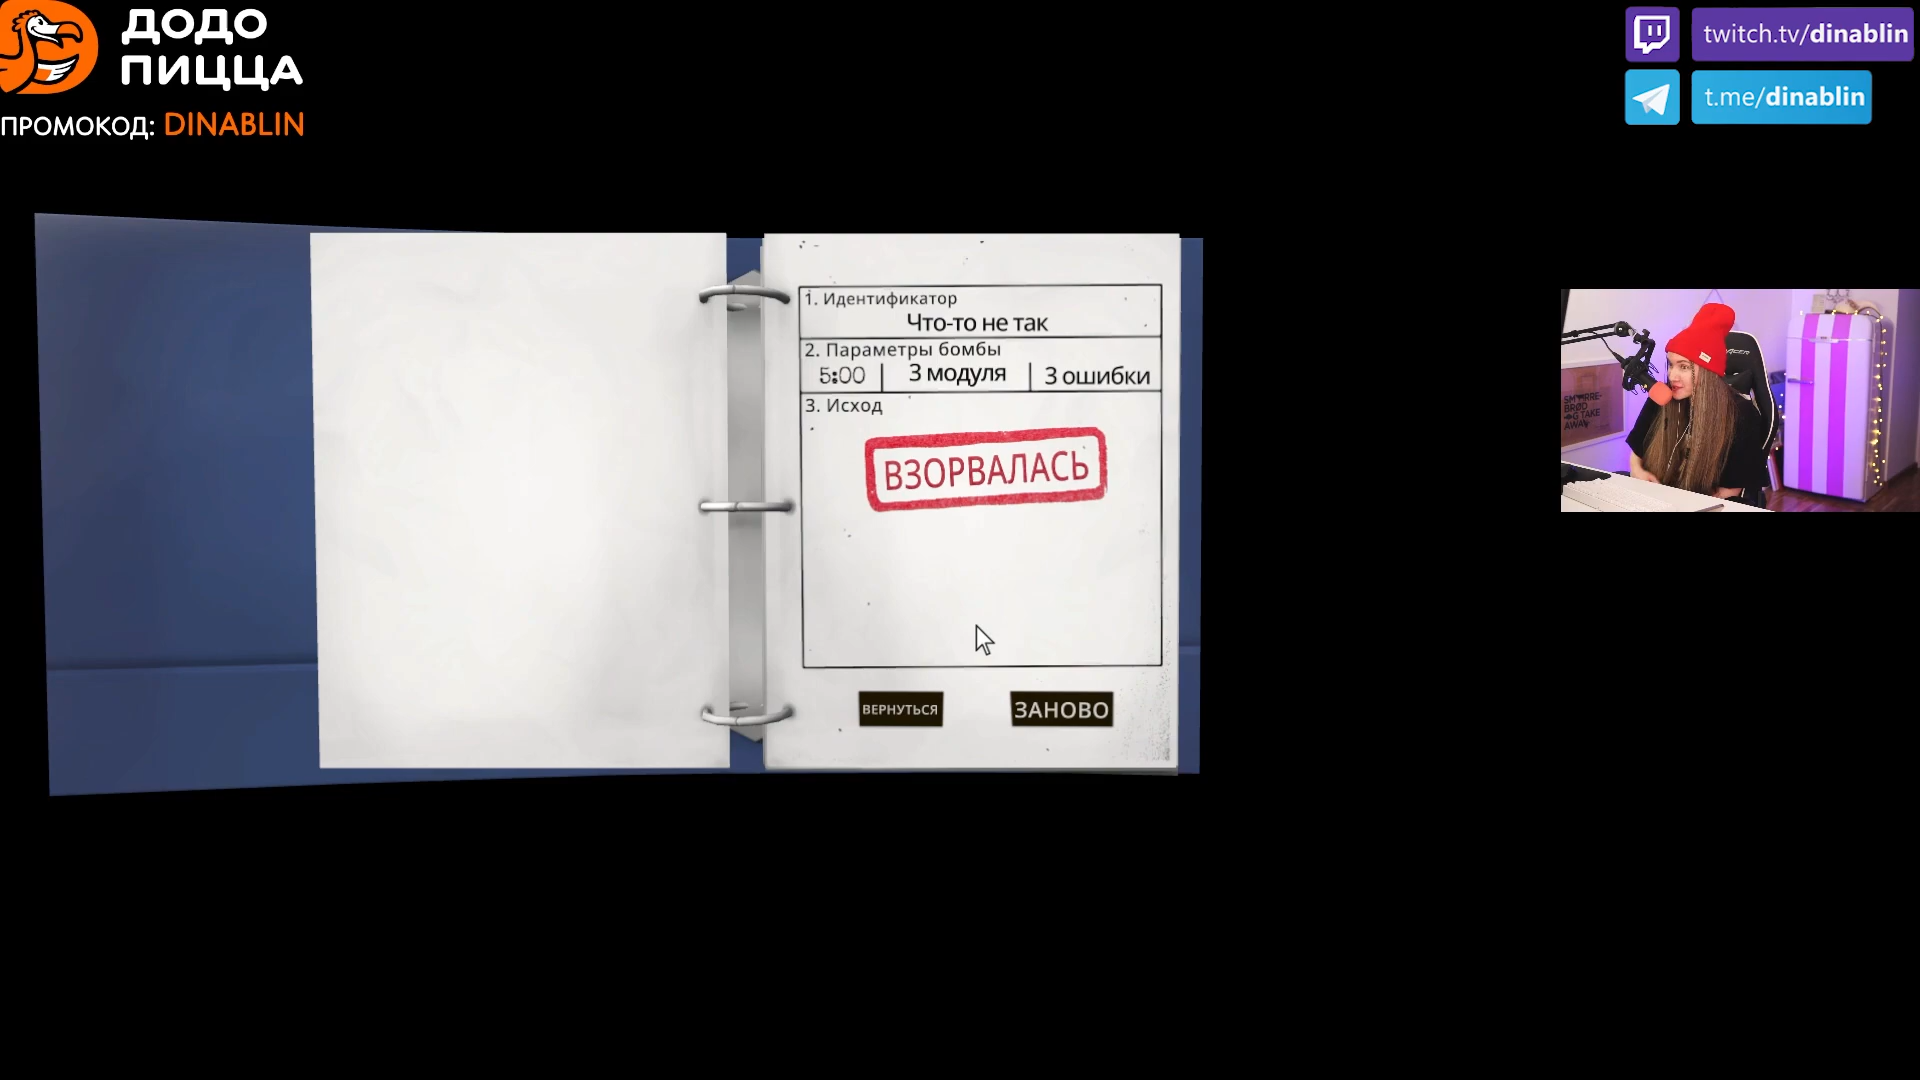 ДОДО
ПИЦЦА
ПРОМОКОД: DINABLIN
twitch.tv/dinablin
t.me/dinablin
1. Идентификатор
Что-то не так
2. Параметры бомбы
5:00 3 модуля 3 ошибки
3. Исход
ВЗОРВАЛАСЬ
ВЕРНУТЬСЯ ЗАНОВО